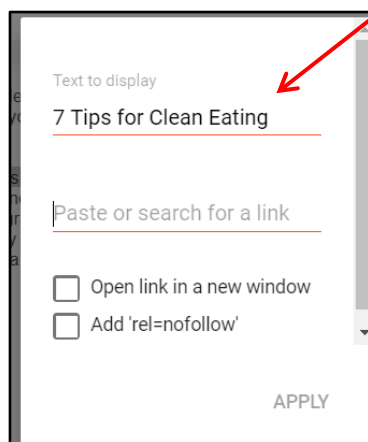 Text to display
7 Tips for Clean Eating
Paste or search for a link
Open link in a new window
Add 'rel=nofollow'
APPLY